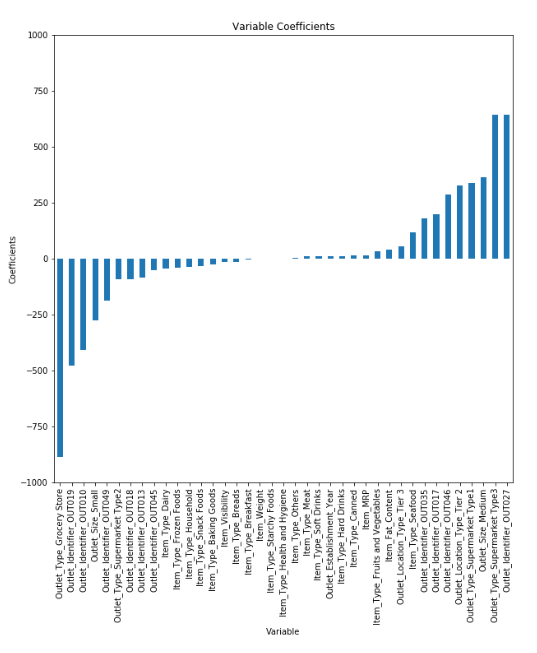 Variable Coefficients
1000
750
500
250
0
−250
−500
−750
−1000
Coefficients
Outlet_Type_Grocery Store
Outlet_Identifier_OUT019
Outlet_Identifier_OUT010
Outlet_Size_Small
Outlet_Identifier_OUT049
Outlet_Type_Supermarket Type2
Outlet_Identifier_OUT018
Outlet_Identifier_OUT013
Outlet_Identifier_OUT045
Item_Type_Dairy
Item_Type_Frozen Foods
Item_Type_Household
Item_Type_Snack Foods
Item_Type_Baking Goods
Item_Visibility
Item_Type_Breads
Item_Type_Breakfast
Item_Weight
Item_Type_Starchy Foods
Item_Type_Health and Hygiene
Item_Type_Others
Item_Type_Meat
Item_Type_Soft Drinks
Outlet_Establishment_Year
Item_Type_Hard Drinks
Item_Type_Canned
Item_MRP
Item_Type_Fruits and Vegetables
Item_Fat_Content
Outlet_Location_Type_Tier 3
Item_Type_Seafood
Outlet_Identifier_OUT035
Outlet_Identifier_OUT017
Outlet_Identifier_OUT046
Outlet_Location_Type_Tier 2
Outlet_Type_Supermarket Type1
Outlet_Size_Medium
Outlet_Type_Supermarket Type3
Outlet_Identifier_OUT027
Variable